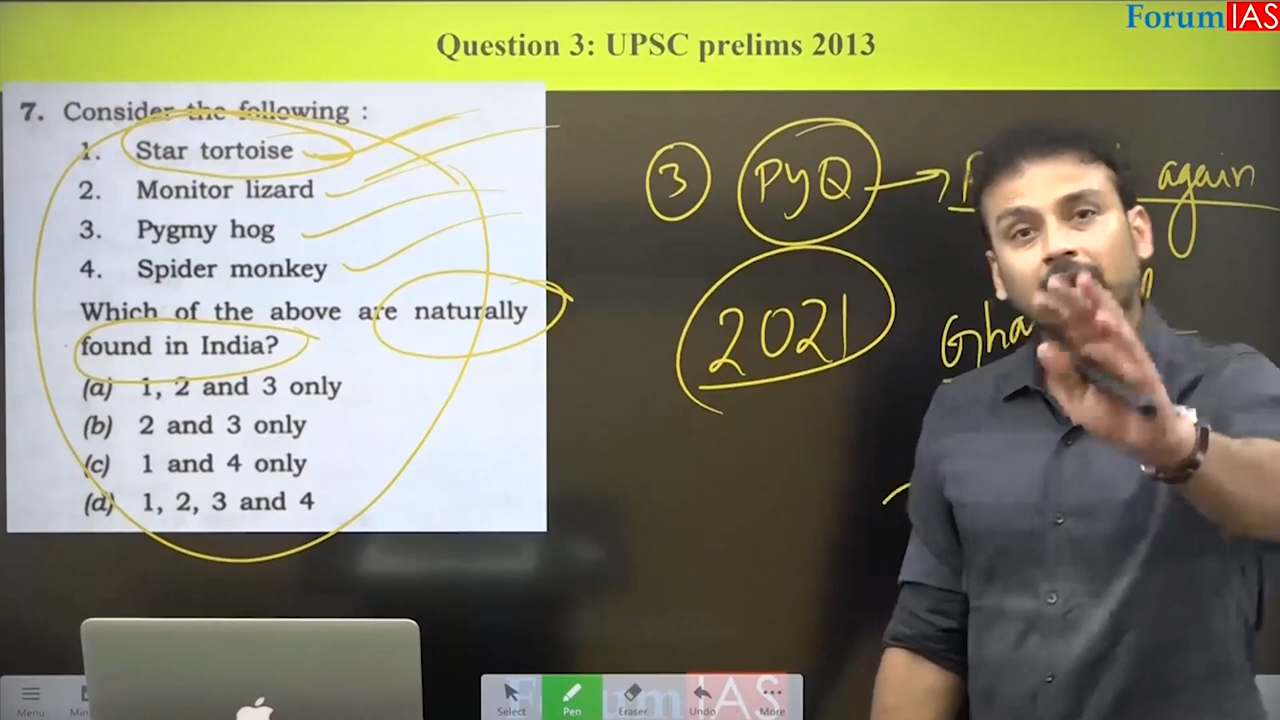 ForumIAS
Question 3: UPSC prelims 2013
7. Consider the following :
1. Star tortoise
2. Monitor lizard
3. Pygmy hog
4. Spider monkey
Which of the above are naturally
found in India?
(a) 1, 2 and 3 only
(b) 2 and 3 only
(c) 1 and 4 only
(d) 1, 2, 3 and 4
3 PYQ → again
2021
Menu
Select
Pen
Eraser
Undo
More
ForumIAS